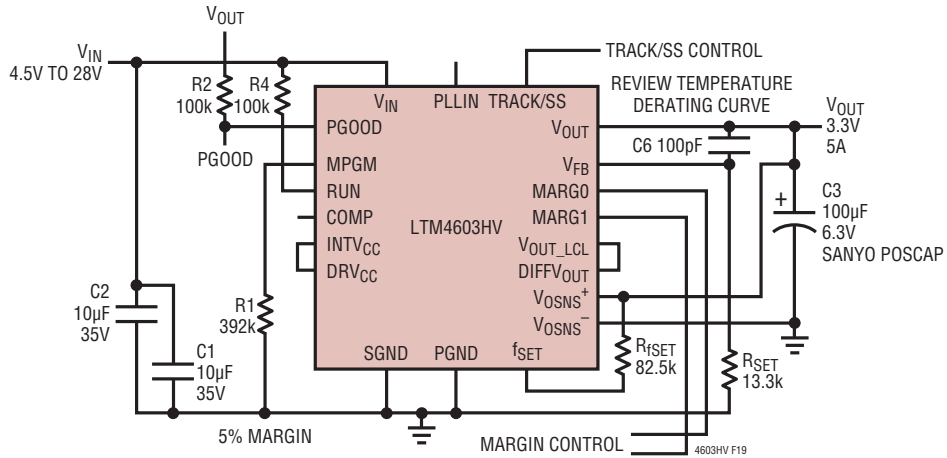 VOUT
VIN
4.5V TO 28V
R2
100k
R4
100k
PGOOD
TRACK/SS CONTROL
REVIEW TEMPERATURE
DERATING CURVE
VIN
PLLIN
TRACK/SS
PGOOD
MPGM
RUN
COMP
INTVCC
DRVCC
LTM4603HV
VOUT
VFB
MARG0
MARG1
VOUT_LCL
DIFFVOUT
VOSNS+
VOSNS–
SGND
PGND
fSET
C6 100pF
VOUT
3.3V
5A
C3
100µF
6.3V
SANYO POSCAP
+
C2
10µF
35V
C1
10µF
35V
R1
392k
RfSET
82.5k
RSET
13.3k
5% MARGIN
MARGIN CONTROL
4603HV F19